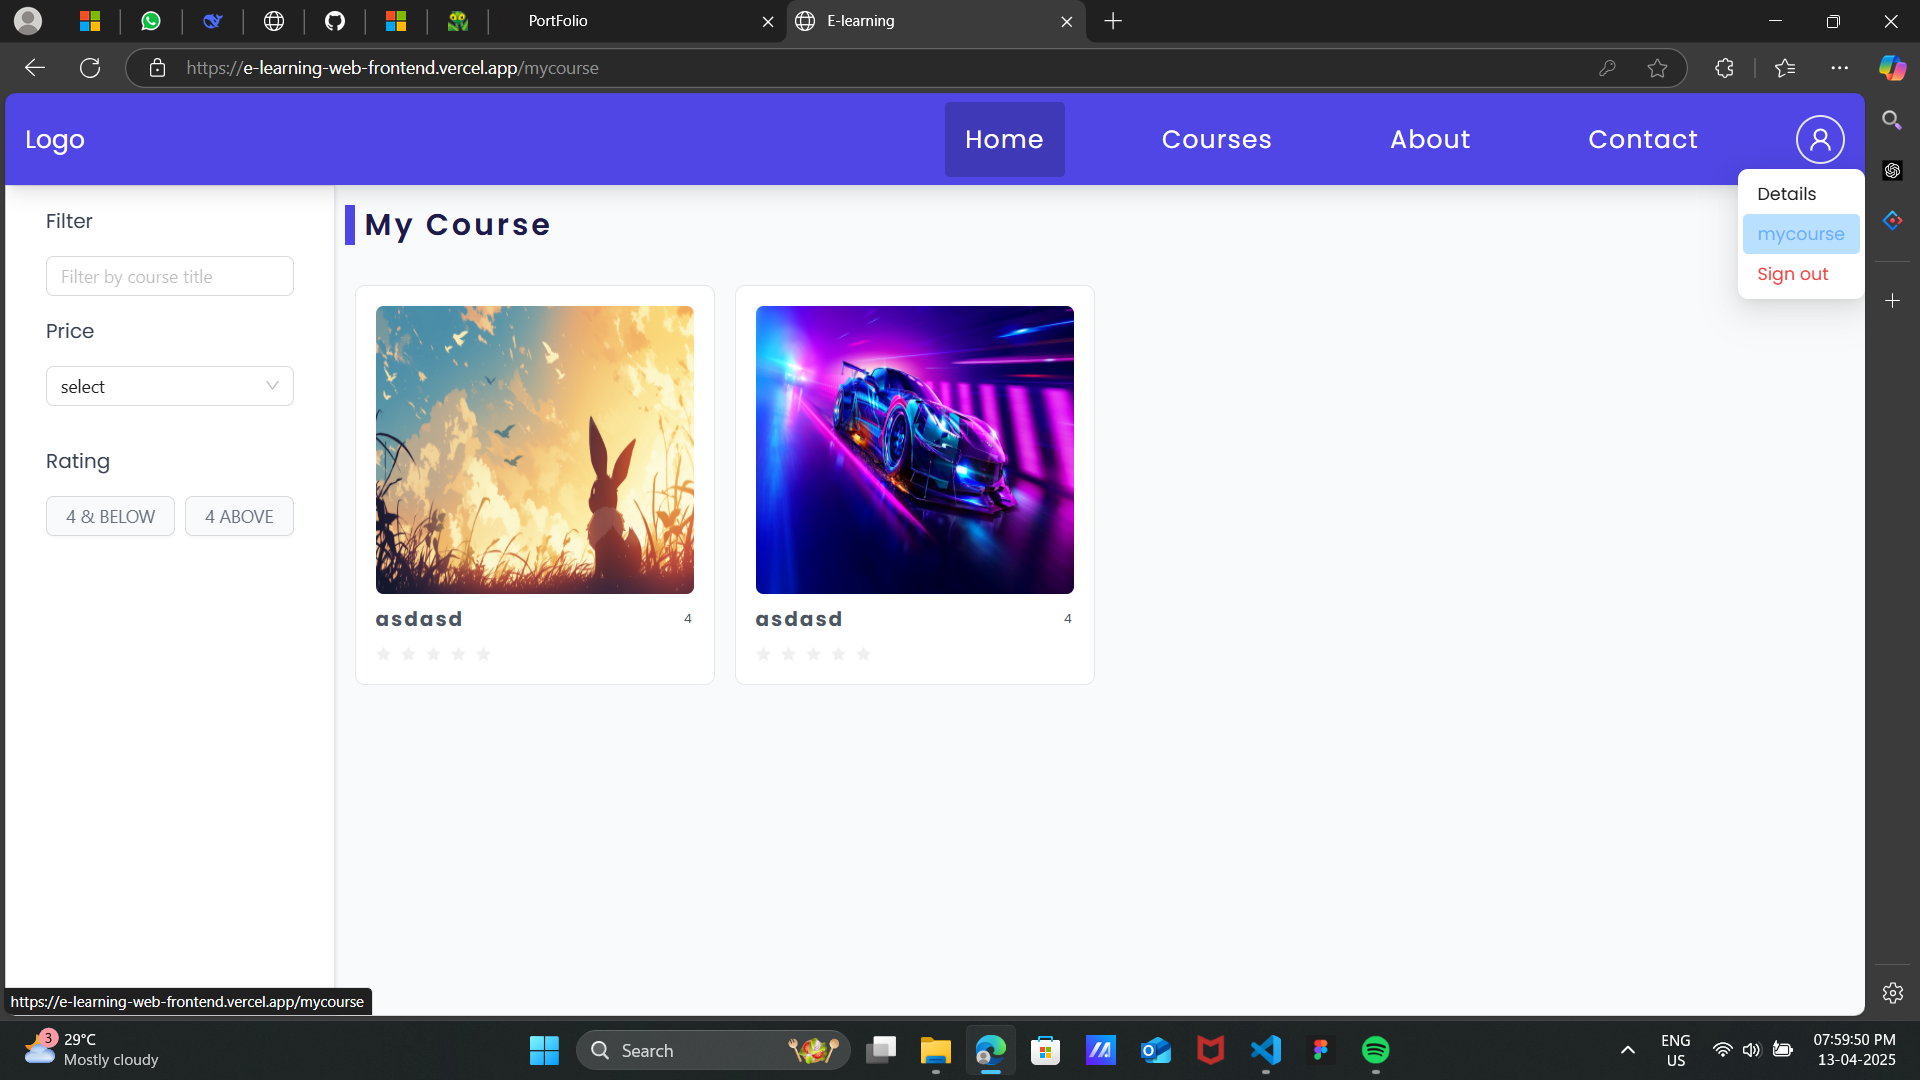 PortFolio
E-learning
https://e-learning-web-frontend.vercel.app/mycourse
Logo
Home
Courses
About
Contact
Details
mycourse
Sign out
Filter
Filter by course title
Price
select
Rating
4 & BELOW
4 ABOVE
My Course
asdasd
4
asdasd
4
https://e-learning-web-frontend.vercel.app/mycourse
3
29°C
Mostly cloudy
Search
ENG
US
07:59:50 PM
13-04-2025